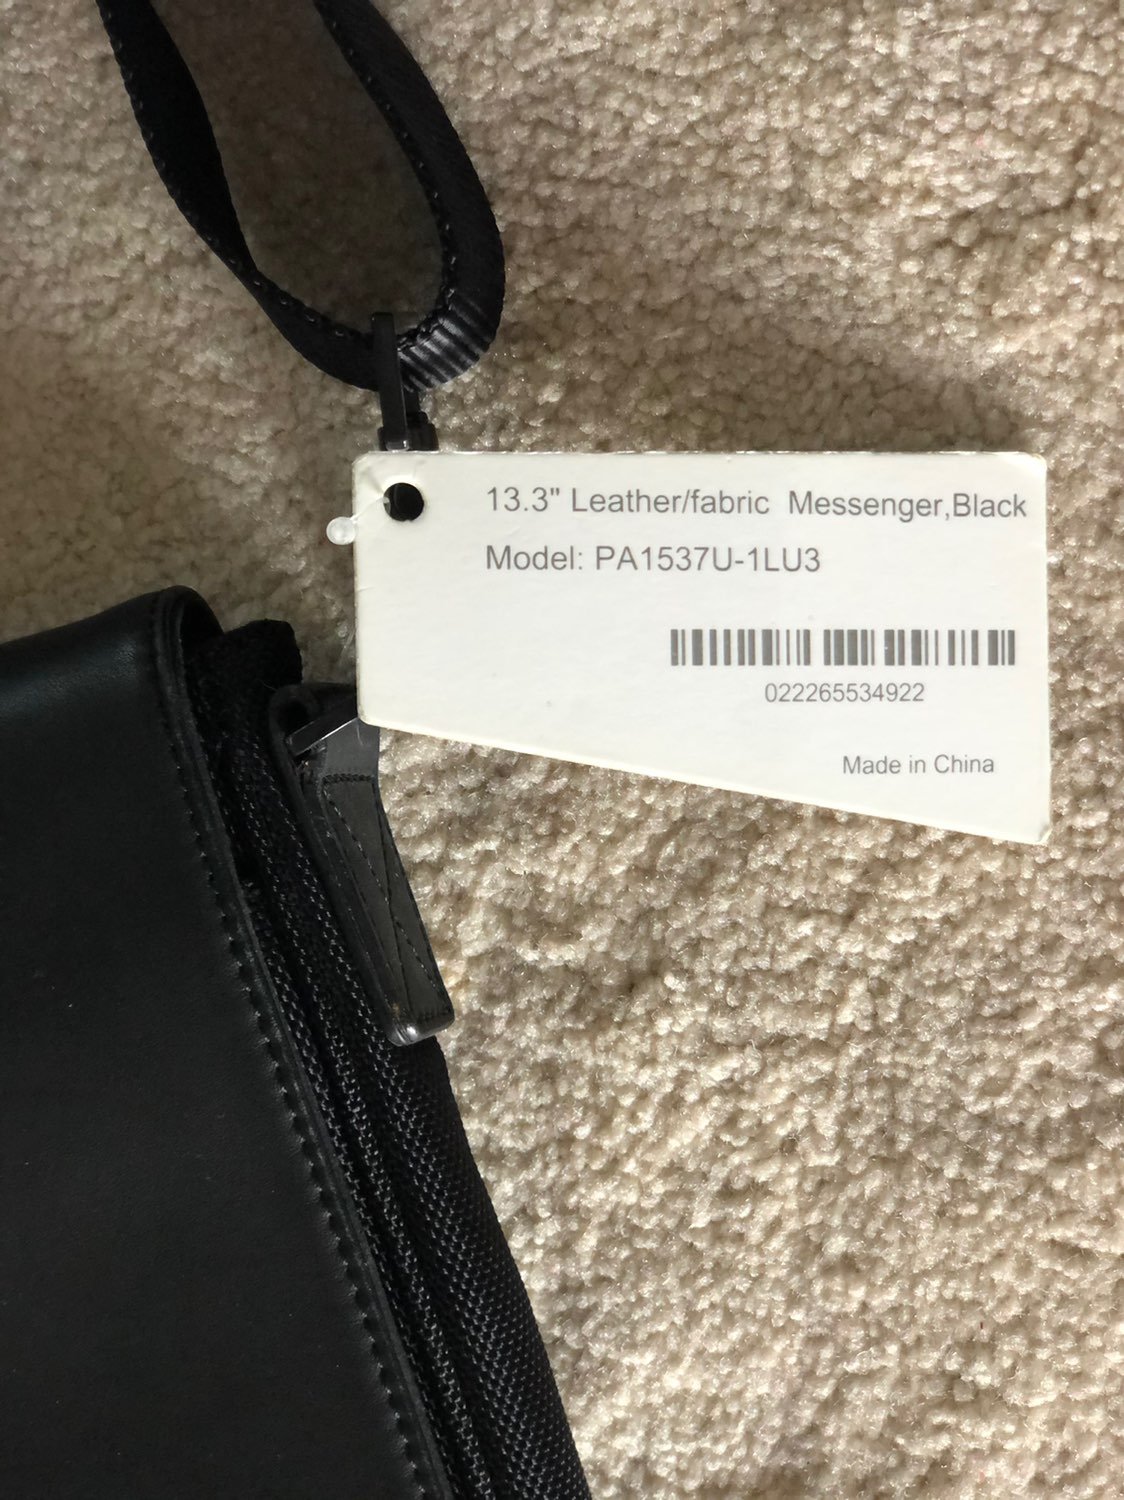 13.3" Leather/fabric  Messenger,Black
Model: PA1537U-1LU3
022265534922
Made in China